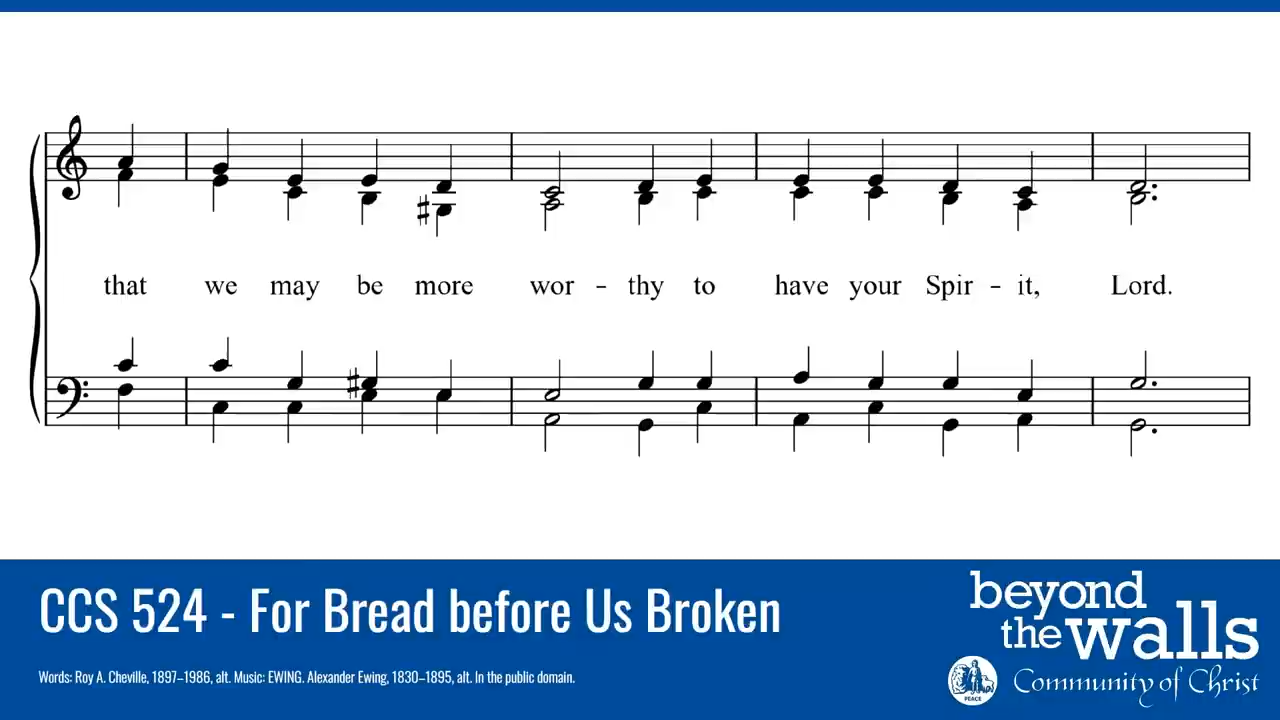 that we may be more wor - thy to have your Spir - it, Lord.
CCS 524 - For Bread before Us Broken
Words: Roy A. Cheville, 1897–1986, alt. Music: EWING. Alexander Ewing, 1830–1895, alt. In the public domain.
beyond
the walls
PEACE
Community of Christ